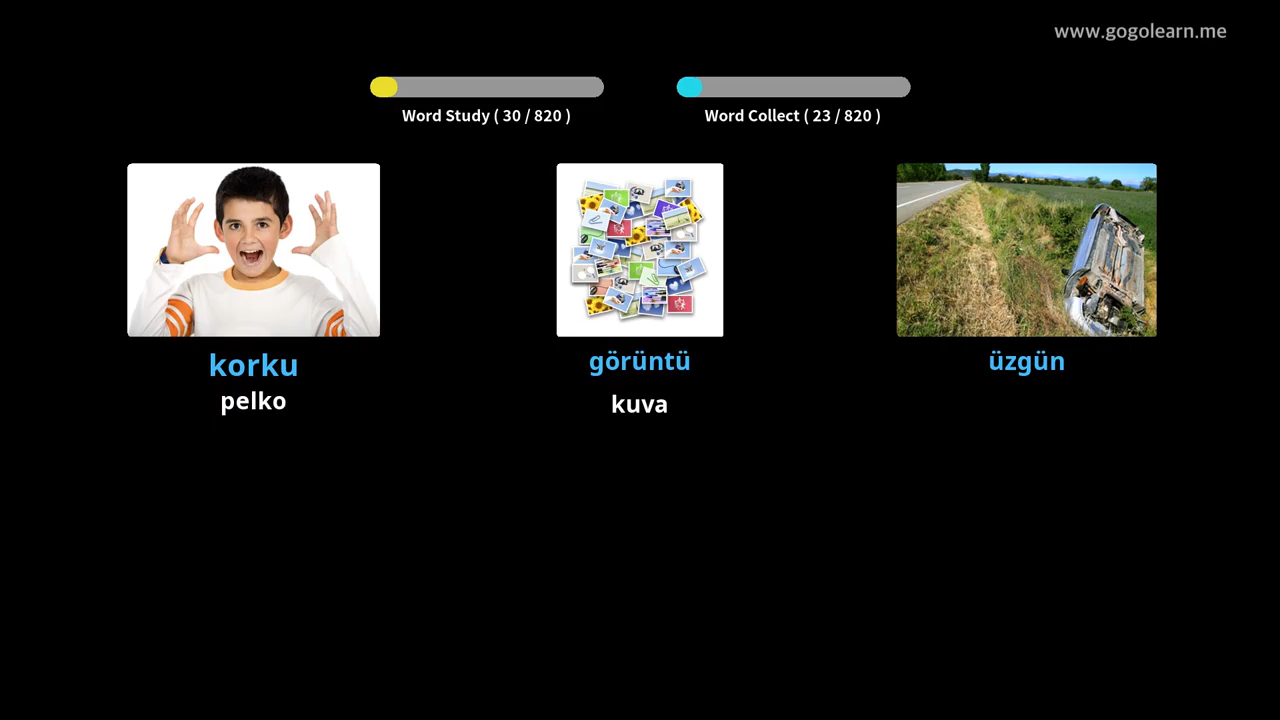 www.gogolearn.me
Word Study ( 30 / 820 )
Word Collect ( 23 / 820 )
korku
pelko
görüntü
kuva
üzgün